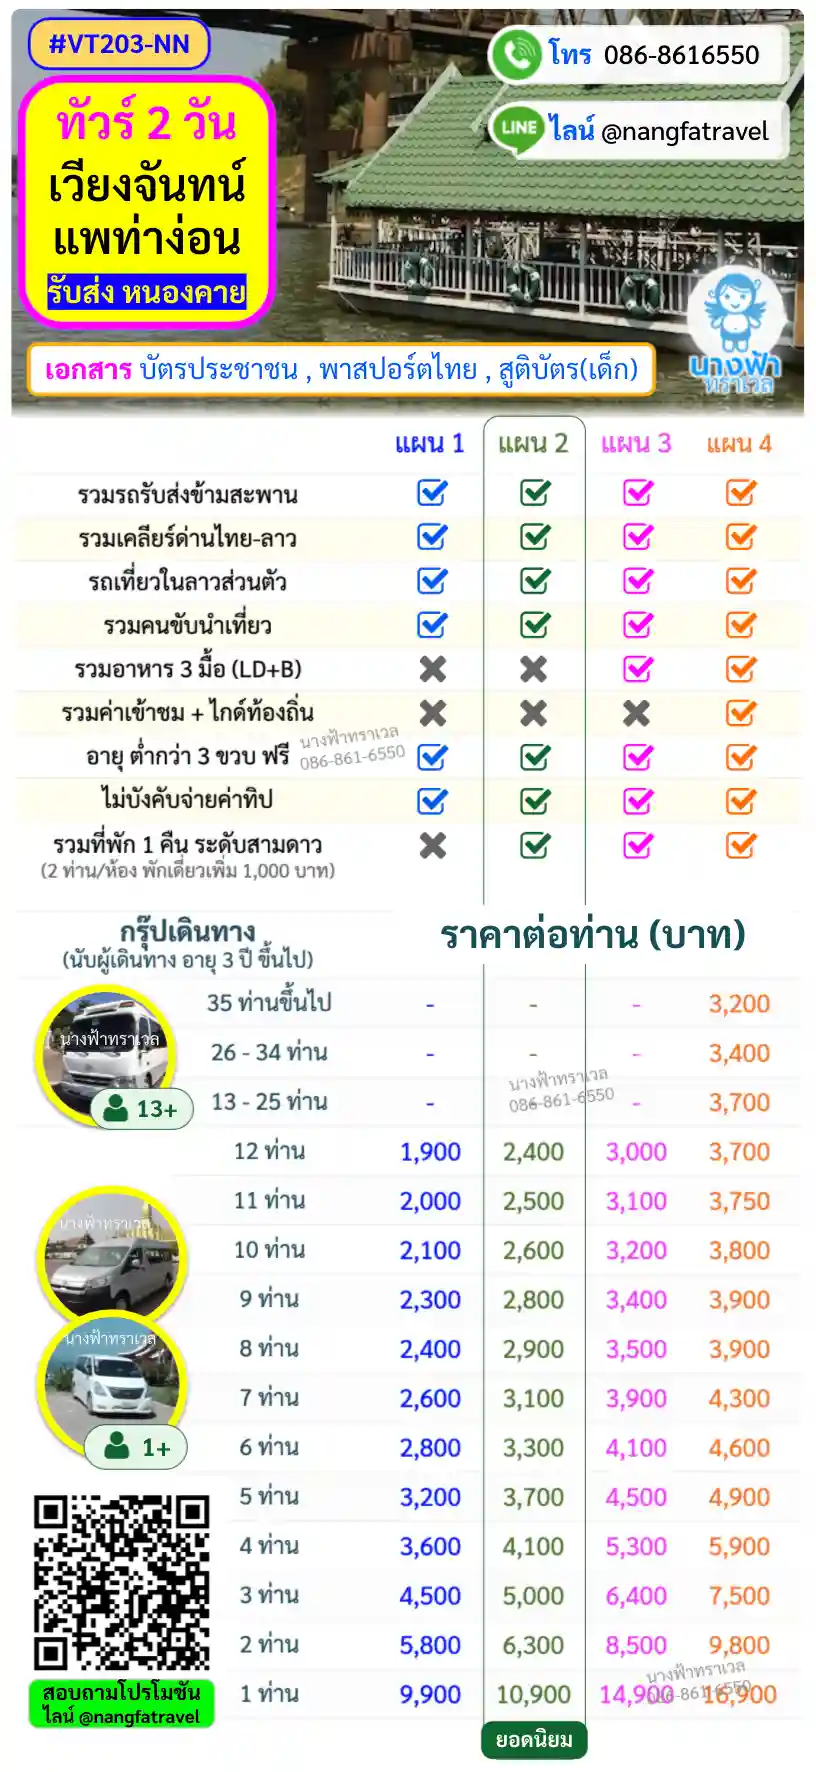 #VT203-NN
โทร 086-8616550
ทัวร์ 2 วัน
LINE ไลน์ @nangfatravel
เวียงจันทน์
แพท่าง่อน
รับส่ง หนองคาย
เอกสาร บัตรประชาชน , พาสปอร์ตไทย , สูติบัตร(เด็ก)
นางฟ้า
ทราเวล
แผน 1 แผน 2 แผน 3 แผน 4
รวมรถรับส่งข้ามสะพาน
รวมเคลียร์ด่านไทย-ลาว
รถเที่ยวในลาวส่วนตัว
รวมคนขับนำเที่ยว
รวมอาหาร 3 มื้อ (LD+B)
รวมค่าเข้าชม + ไกด์ท้องถิ่น
นางฟ้าทราเวล
086-861-6550
อายุ ต่ำกว่า 3 ขวบ ฟรี
ไม่บังคับจ่ายค่าทิป
รวมที่พัก 1 คืน ระดับสามดาว
(2 ท่าน/ห้อง พักเดี่ยวเพิ่ม 1,000 บาท)
กรุ๊ปเดินทาง ราคาต่อท่าน (บาท)
(นับผู้เดินทาง อายุ 3 ปี ขึ้นไป)
35 ท่านขึ้นไป - - - 3,200
นางฟ้าทราเวล
26 - 34 ท่าน - - - 3,400
นางฟ้าทราเวล
086-861-6550
13+
13 - 25 ท่าน - - - 3,700
12 ท่าน 1,900 2,400 3,000 3,700
11 ท่าน 2,000 2,500 3,100 3,750
นางฟ้าทราเวล
10 ท่าน 2,100 2,600 3,200 3,800
9 ท่าน 2,300 2,800 3,400 3,900
นางฟ้าทราเวล
8 ท่าน 2,400 2,900 3,500 3,900
7 ท่าน 2,600 3,100 3,900 4,300
1+
6 ท่าน 2,800 3,300 4,100 4,600
5 ท่าน 3,200 3,700 4,500 4,900
4 ท่าน 3,600 4,100 5,300 5,900
3 ท่าน 4,500 5,000 6,400 7,500
2 ท่าน 5,800 6,300 8,500 9,800
นางฟ้าทราเวล
086-861-6550
1 ท่าน 9,900 10,900 14,900 16,900
สอบถามโปรโมชัน
ไลน์ @nangfatravel
ยอดนิยม